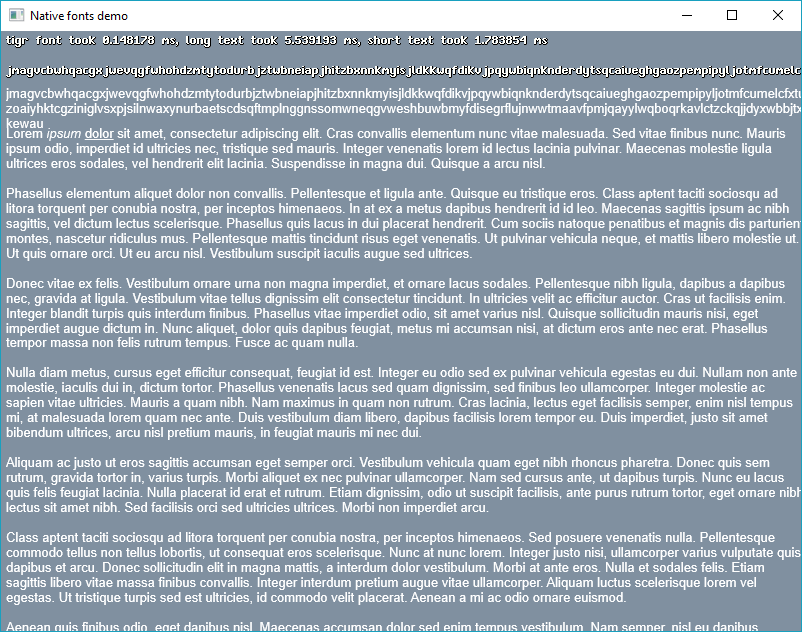 Native fonts demo
tigr font took 0.148178 ms, long text took 5.539193 ms, short text took 1.783854 ms
jmagvcbwhqacgxjwevqgfwhohdzmtytodurbjztwbneiapjhitzbxnnkmyisjldkkwqfdikvjpqywbiqnknderdytsqcaiueghgaozpempipyljotmfcumelc
jmagvcbwhqacgxjwevqgfwhohdzmtytodurbjztwbneiapjhitzbxnnkmyisjldkkwqfdikvjpqywbiqnknderdytsqcaiueghgaozpempipyljotmfcumelcfxtu
zoaiyhktcgziniglvsxpjsilnwaxynurbaetscdsqftmplnggnssomwneqgvweshbuwbmyfdisegrflujnwwtmaavfpmjqayylwqboqrkavlctzckqjjdyxwbbjtx
kewau
Lorem ipsum dolor sit amet, consectetur adipiscing elit. Cras convallis elementum nunc vitae malesuada. Sed vitae finibus nunc. Mauris
ipsum odio, imperdiet id ultricies nec, tristique sed mauris. Integer venenatis lorem id lectus lacinia pulvinar. Maecenas molestie ligula
ultrices eros sodales, vel hendrerit elit lacinia. Suspendisse in magna dui. Quisque a arcu nisl.
Phasellus elementum aliquet dolor non convallis. Pellentesque et ligula ante. Quisque eu tristique eros. Class aptent taciti sociosqu ad
litora torquent per conubia nostra, per inceptos himenaeos. In at ex a metus dapibus hendrerit id id leo. Maecenas sagittis ipsum ac nibh
sagittis, vel dictum lectus scelerisque. Phasellus quis lacus in dui placerat hendrerit. Cum sociis natoque penatibus et magnis dis parturient
montes, nascetur ridiculus mus. Pellentesque mattis tincidunt risus eget venenatis. Ut pulvinar vehicula neque, et mattis libero molestie ut.
Ut quis ornare orci. Ut eu arcu nisl. Vestibulum suscipit iaculis augue sed ultrices.
Donec vitae ex felis. Vestibulum ornare urna non magna imperdiet, et ornare lacus sodales. Pellentesque nibh ligula, dapibus a dapibus
nec, gravida at ligula. Vestibulum vitae tellus dignissim elit consectetur tincidunt. In ultricies velit ac efficitur auctor. Cras ut facilisis enim.
Integer blandit turpis quis interdum finibus. Phasellus vitae imperdiet odio, sit amet varius nisl. Quisque sollicitudin mauris nisi, eget
imperdiet augue dictum in. Nunc aliquet, dolor quis dapibus feugiat, metus mi accumsan nisi, at dictum eros ante nec erat. Phasellus
tempor massa non felis rutrum tempus. Fusce ac quam nulla.
Nulla diam metus, cursus eget efficitur consequat, feugiat id est. Integer eu odio sed ex pulvinar vehicula egestas eu dui. Nullam non ante
molestie, iaculis dui in, dictum tortor. Phasellus venenatis lacus sed quam dignissim, sed finibus leo ullamcorper. Integer molestie ac
sapien vitae ultricies. Mauris a quam nibh. Nam maximus in quam non rutrum. Cras lacinia, lectus eget facilisis semper, enim nisl tempus
mi, at malesuada lorem quam nec ante. Duis vestibulum diam libero, dapibus facilisis lorem tempor eu. Duis imperdiet, justo sit amet
bibendum ultrices, arcu nisl pretium mauris, in feugiat mauris mi nec dui.
Aliquam ac justo ut eros sagittis accumsan eget semper orci. Vestibulum vehicula quam eget nibh rhoncus pharetra. Donec quis sem
rutrum, gravida tortor in, varius turpis. Morbi aliquet ex nec pulvinar ullamcorper. Nam sed cursus ante, ut dapibus turpis. Nunc eu lacus
quis felis feugiat lacinia. Nulla placerat id erat et rutrum. Etiam dignissim, odio ut suscipit facilisis, ante purus rutrum tortor, eget ornare nibh
lectus sit amet nibh. Sed facilisis orci sed ultricies ultrices. Morbi non imperdiet arcu.
Class aptent taciti sociosqu ad litora torquent per conubia nostra, per inceptos himenaeos. Sed posuere venenatis nulla. Pellentesque
commodo tellus non tellus lobortis, ut consequat eros scelerisque. Nunc at nunc lorem. Integer justo nisi, ullamcorper varius vulputate quis
dapibus et arcu. Donec sollicitudin elit in magna mattis, a interdum dolor vestibulum. Morbi at ante eros. Nulla et sodales felis. Etiam
sagittis libero vitae massa finibus convallis. Integer interdum pretium augue vitae ullamcorper. Aliquam luctus scelerisque lorem vel
egestas. Ut tristique turpis sed est ultricies, id commodo velit placerat. Aenean a mi ac odio ornare euismod.
Aenean quis finibus odio, eget dapibus nisl. Maecenas accumsan dolor sed enim tempus vestibulum. Nam semper, nisl eu dapibus